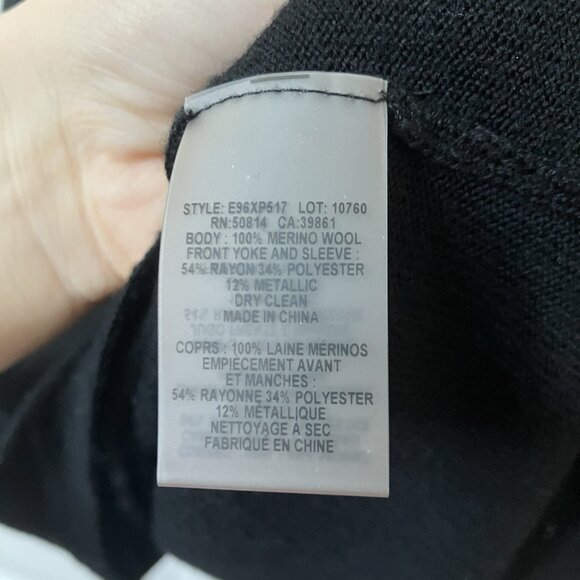 STYLE: E96XP517 LOT: 10760
RN:50814 CA:39861
BODY : 100% MERINO WOOL
FRONT YOKE AND SLEEVE :
54% RAYON 34% POLYESTER
12% METALLIC
DRY CLEAN
MADE IN CHINA
COPRS : 100% LAINE MERINOS
EMPIECEMENT AVANT
ET MANCHES :
54% RAYONNE 34% POLYESTER
12% MÉTALLIQUE
NETTOYAGE À SEC
FABRIQUÉ EN CHINE